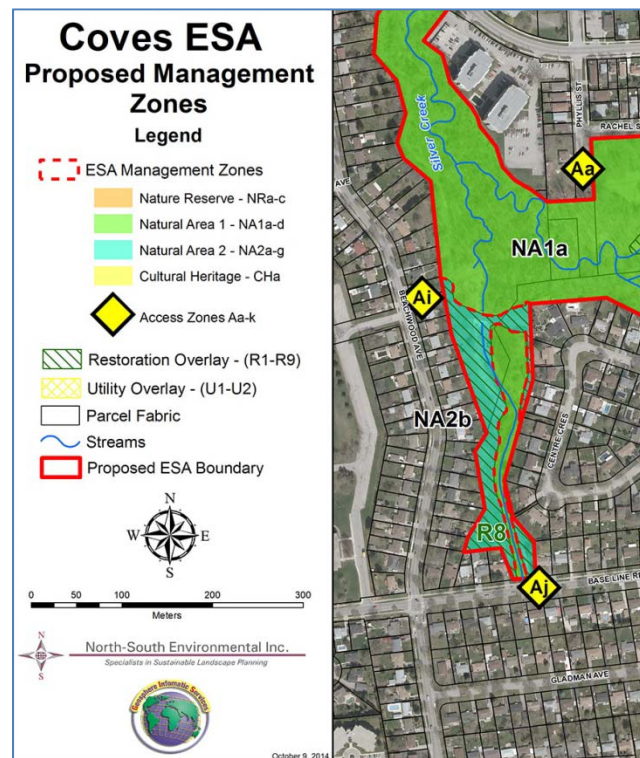 Coves ESA
Proposed Management
Zones
Legend
ESA Management Zones
Nature Reserve - NRa-c
Natural Area 1 - NA1a-d
Natural Area 2 - NA2a-g
Cultural Heritage - CHa
Access Zones Aa-k
Restoration Overlay - (R1-R9)
Utility Overlay - (U1-U2)
Parcel Fabric
Streams
Proposed ESA Boundary
N
W E
S
0 50 100 200 300
Meters
N
S
North-South Environmental Inc.
Specialists in Sustainable Landscape Planning
Geosphere Infomatic Services
October 9, 2014
Silver Creek
PHYLLIS ST
RACHEL S
Aa
AVE
NA1a
Ai
BEACHWOOD AVE
NA2b
CENTRE CRES
R8
Aj
BASE LINE R
GLADMAN AVE